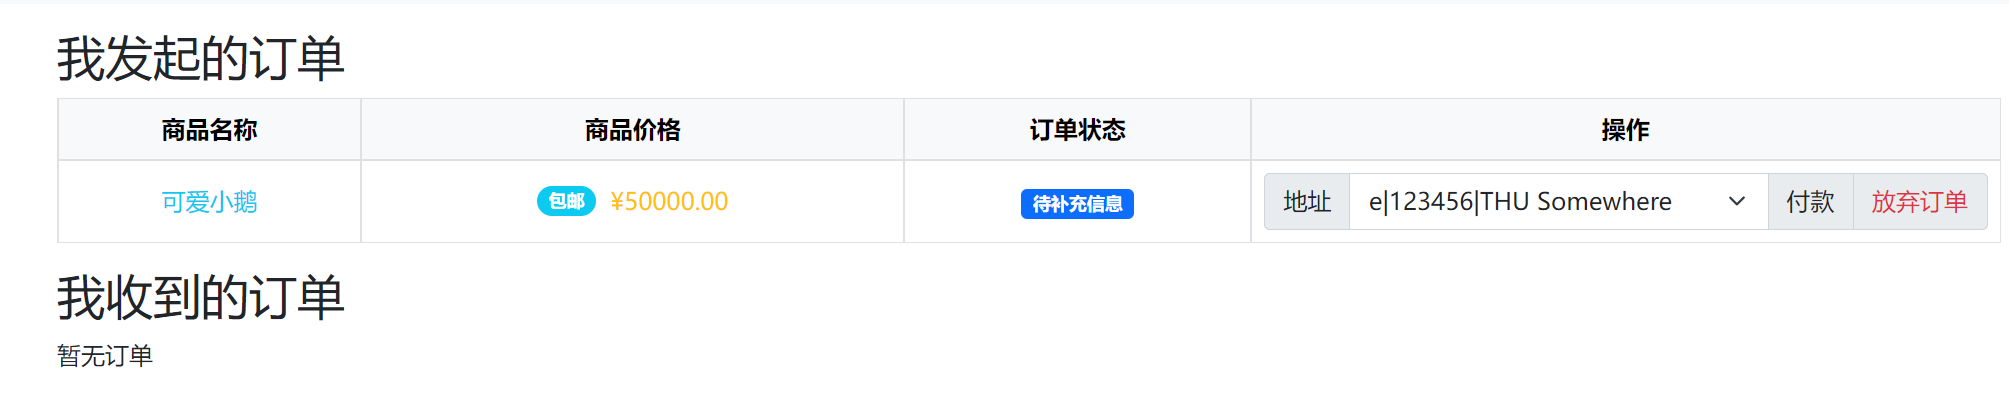 我发起的订单
商品名称 商品价格 订单状态 操作
可爱小鹅 包邮 ¥50000.00 待补充信息 地址 e|123456|THU Somewhere 付款 放弃订单
我收到的订单
暂无订单